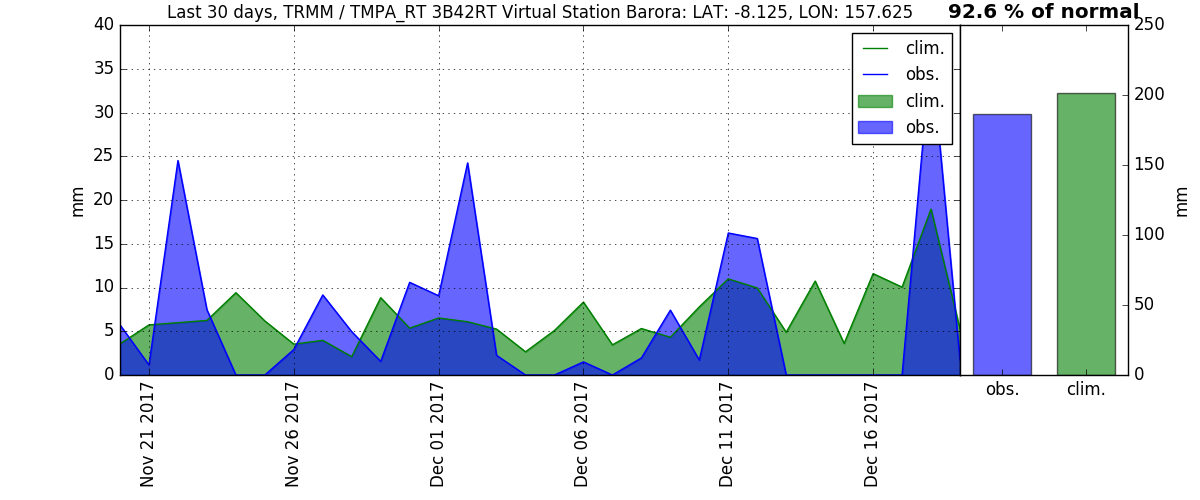 Last 30 days, TRMM / TMPA_RT 3B42RT Virtual Station Barora: LAT: -8.125, LON: 157.625
92.6 % of normal
40
35
30
25
20
15
10
5
0
mm
clim.
obs.
clim.
obs.
250
200
150
100
50
0
mm
Nov 21 2017
Nov 26 2017
Dec 01 2017
Dec 06 2017
Dec 11 2017
Dec 16 2017
obs.
clim.